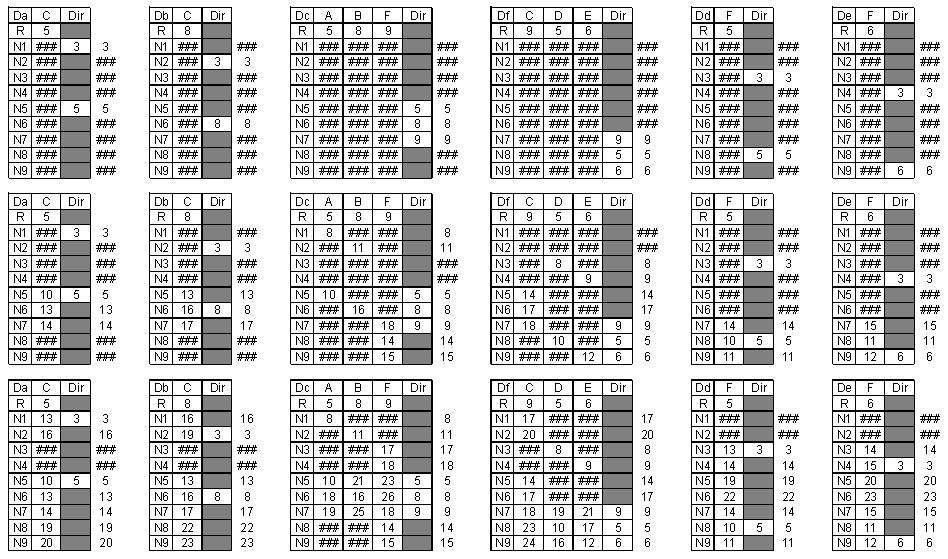 Da C Dir Db C Dir Dc A B F Dir Df C D E Dir Dd F Dir De F Dir
R 5 R 8 R 5 8 9 R 9 5 6 R 5 R 6
N1 ### 3 3 N1 ### ### N1 ### ### ### ### N1 ### ### ### ### N1 ### ### N1 ### ###
N2 ### ### N2 ### 3 3 N2 ### ### ### ### N2 ### ### ### ### N2 ### ### N2 ### ###
N3 ### ### N3 ### ### N3 ### ### ### ### N3 ### ### ### ### N3 ### 3 3 N3 ### ###
N4 ### ### N4 ### ### N4 ### ### ### ### N4 ### ### ### ### N4 ### ### N4 ### 3 3
N5 ### 5 5 N5 ### ### N5 ### ### ### 5 5 N5 ### ### ### ### N5 ### ### N5 ### ###
N6 ### ### N6 ### 8 8 N6 ### ### ### 8 8 N6 ### ### ### ### N6 ### ### N6 ### ###
N7 ### ### N7 ### ### N7 ### ### ### 9 9 N7 ### ### ### 9 9 N7 ### ### N7 ### ###
N8 ### ### N8 ### ### N8 ### ### ### ### N8 ### ### ### 5 5 N8 ### 5 5 N8 ### ###
N9 ### ### N9 ### ### N9 ### ### ### ### N9 ### ### ### 6 6 N9 ### ### N9 ### 6 6
Da C Dir Db C Dir Dc A B F Dir Df C D E Dir Dd F Dir De F Dir
R 5 R 8 R 5 8 9 R 9 5 6 R 5 R 6
N1 ### 3 3 N1 ### ### N1 8 ### ### 8 N1 ### ### ### ### N1 ### ### N1 ### ###
N2 ### ### N2 ### 3 3 N2 ### 11 ### 11 N2 ### ### ### ### N2 ### ### N2 ### ###
N3 ### ### N3 ### ### N3 ### ### ### ### N3 ### 8 ### 8 N3 ### 3 3 N3 ### ###
N4 ### ### N4 ### ### N4 ### ### ### ### N4 ### ### 9 9 N4 ### ### N4 ### 3 3
N5 10 5 5 N5 13 13 N5 10 ### ### 5 5 N5 14 ### ### 14 N5 ### ### N5 ### ###
N6 13 13 N6 16 8 8 N6 ### 16 ### 8 8 N6 17 ### ### 17 N6 ### ### N6 ### ###
N7 14 14 N7 17 17 N7 ### ### 18 9 9 N7 18 ### ### 9 9 N7 14 14 N7 15 15
N8 ### ### N8 ### ### N8 ### ### 14 14 N8 ### 10 ### 5 5 N8 10 5 5 N8 ### ###
N9 ### ### N9 ### ### N9 ### ### 15 15 N9 ### ### 12 6 6 N9 11 11 N9 12 6 6
Da C Dir Db C Dir Dc A B F Dir Df C D E Dir Dd F Dir De F Dir
R 5 R 8 R 5 8 9 R 9 5 6 R 5 R 6
N1 13 3 3 N1 16 16 N1 8 ### ### 8 N1 17 ### ### 17 N1 ### ### N1 ### ###
N2 16 16 N2 19 3 3 N2 ### 11 ### 11 N2 20 ### ### 20 N2 ### ### N2 ### ###
N3 ### ### N3 ### ### N3 ### ### 17 17 N3 ### 8 ### 8 N3 13 3 3 N3 14 14
N4 ### ### N4 ### ### N4 ### ### 18 18 N4 ### ### 9 9 N4 14 14 N4 15 3 3
N5 10 5 5 N5 13 13 N5 10 21 23 5 5 N5 14 ### ### 14 N5 19 19 N5 20 20
N6 13 13 N6 16 8 8 N6 18 16 26 8 8 N6 17 ### ### 17 N6 22 22 N6 23 23
N7 14 14 N7 17 17 N7 19 25 18 9 9 N7 18 19 21 9 9 N7 14 14 N7 15 15
N8 19 19 N8 22 22 N8 ### ### 14 14 N8 23 10 17 5 5 N8 10 5 5 N8 11 11
N9 20 20 N9 23 23 N9 ### ### 15 15 N9 24 16 12 6 6 N9 11 11 N9 12 6 6